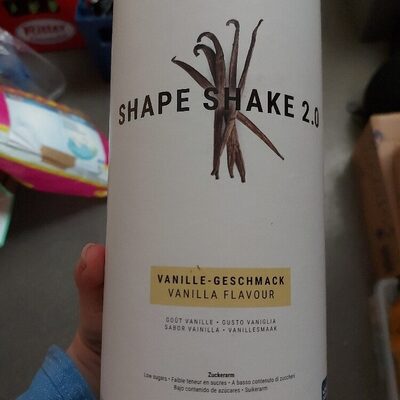 SHAPE SHAKE 2.0
VANILLE-GESCHMACK
VANILLA FLAVOUR
GOÛT VANILLE • GUSTO VANIGLIA
SABOR VAINILLA • VANILLESMAAK
Zuckerarm
Low sugars • Faible teneur en sucres • A basso contenuto di zuccheri
Bajo contenido de azúcares • Suikerarm